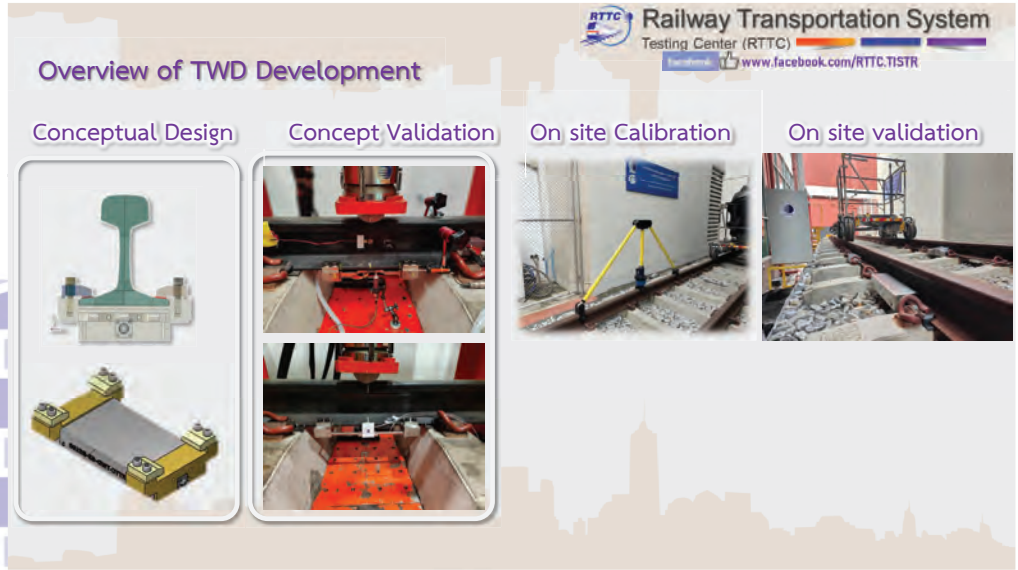 RTTC
Railway Transportation System
Testing Center (RTTC)
facebook
www.facebook.com/RTTC.TISTR
Overview of TWD Development
Conceptual Design
Concept Validation
On site Calibration
On site validation